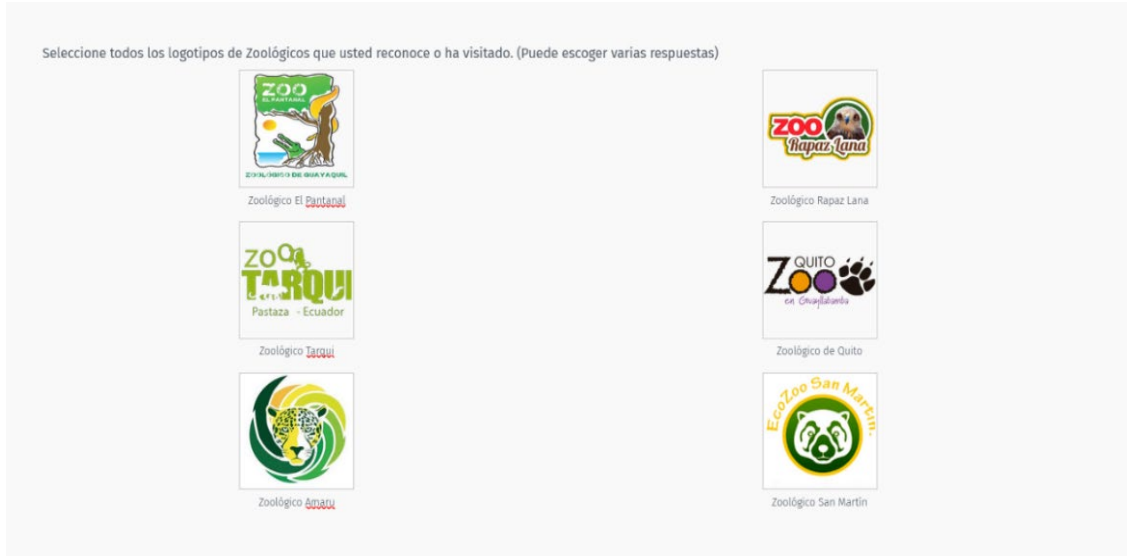 Seleccione todos los logotipos de Zoológicos que usted reconoce o ha visitado. (Puede escoger varias respuestas)
ZOO
EL PANTANAL
ZOOLOGICO DE GUAYAQUIL
Zoológico El Pantanal
ZOO
Rapaz Lana
Zoológico Rapaz Lana
ZOO
TARQUI
Pastaza - Ecuador
Zoológico Tarqui
QUITO
Zoo
en Guayllabamba
Zoológico de Quito
Zoológico Amaru
EcoZoo San Martín.
Zoológico San Martín